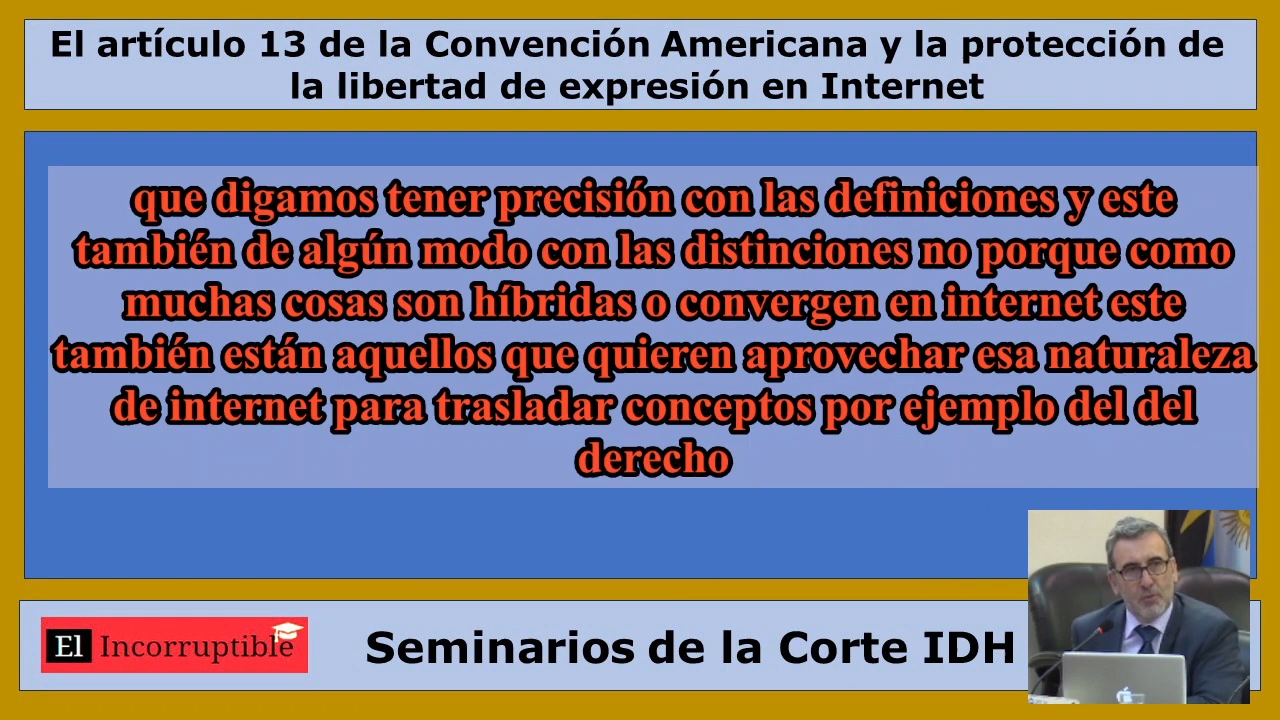 El artículo 13 de la Convención Americana y la protección de
la libertad de expresión en Internet
que digamos tener precisión con las definiciones y este
también de algún modo con las distinciones no porque como
muchas cosas son híbridas o convergen en internet este
también están aquellos que quieren aprovechar esa naturaleza
de internet para trasladar conceptos por ejemplo del del
derecho
El Incorruptible
Seminarios de la Corte IDH